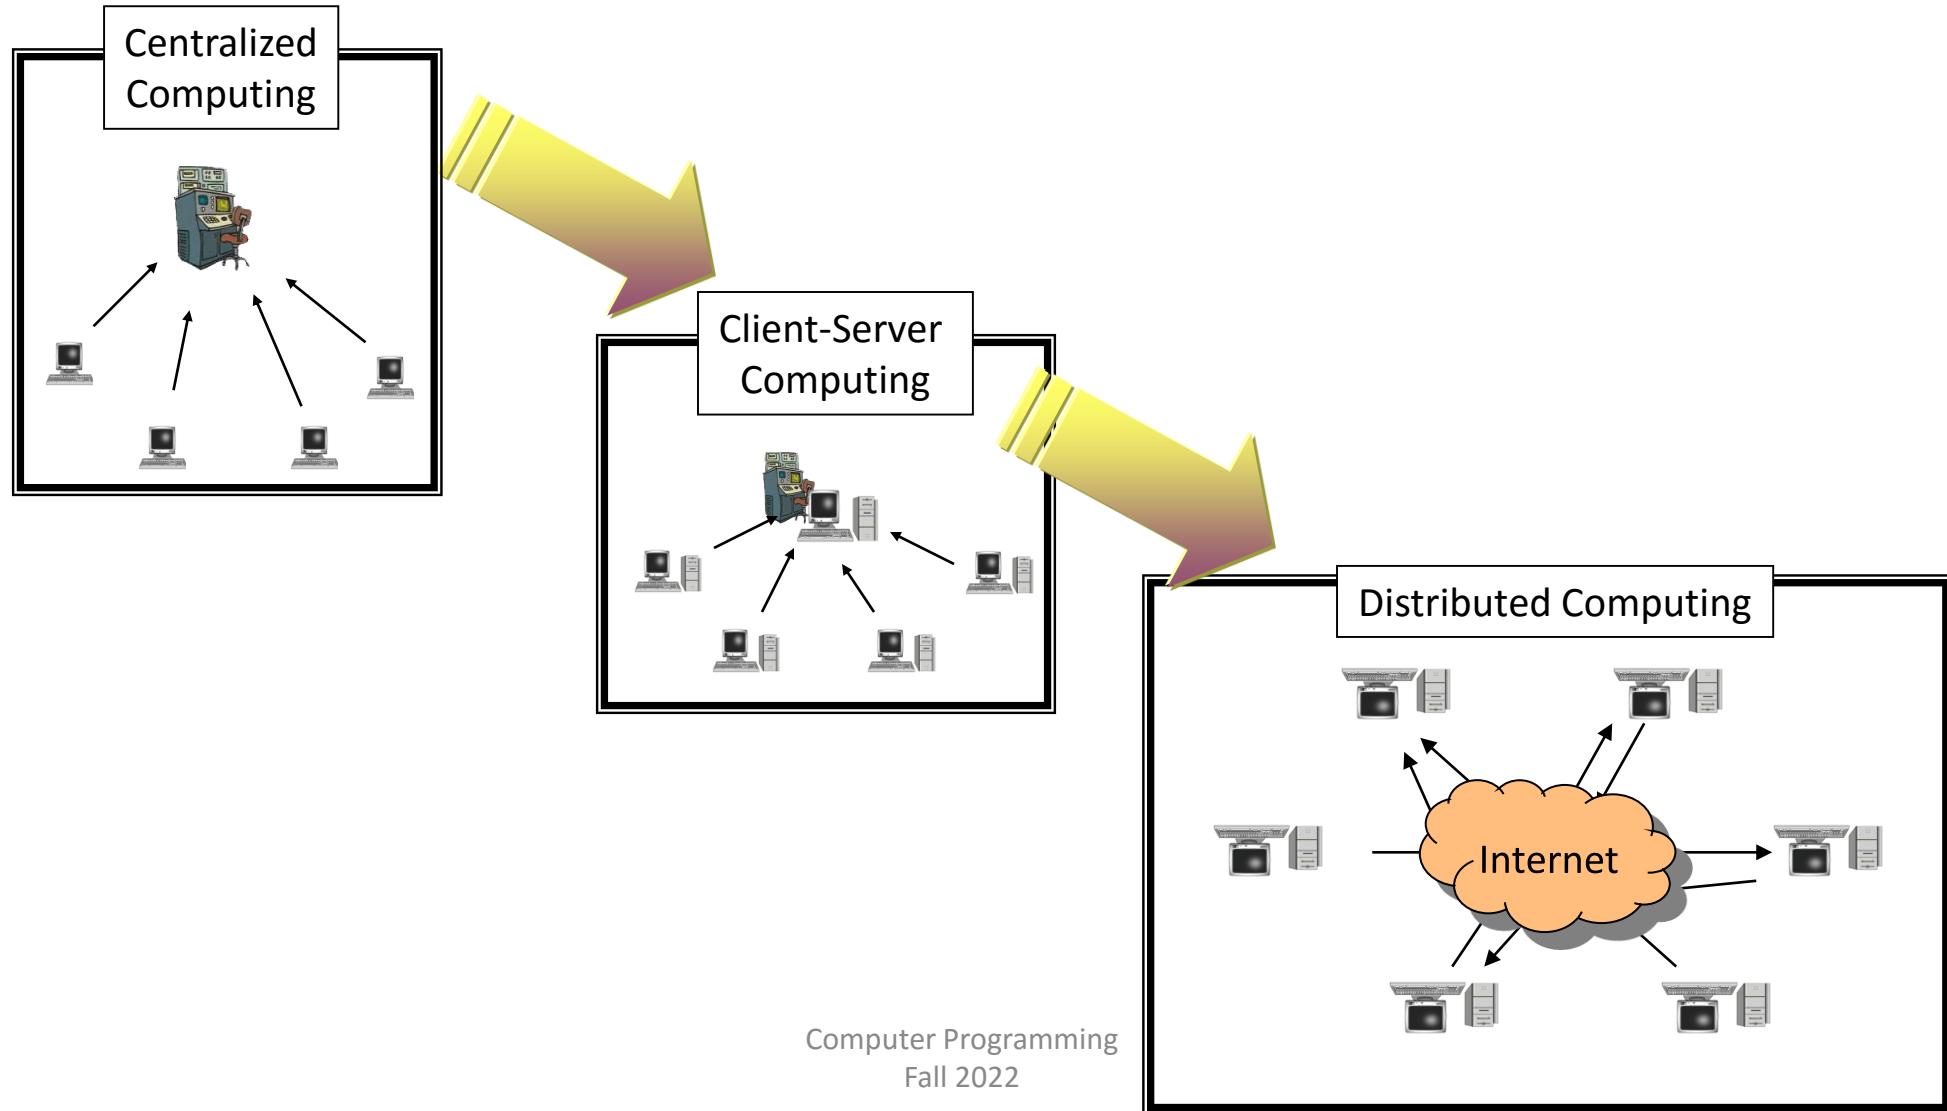 Centralized
Computing
Client-Server
Computing
Distributed Computing
Internet
Computer Programming
Fall 2022